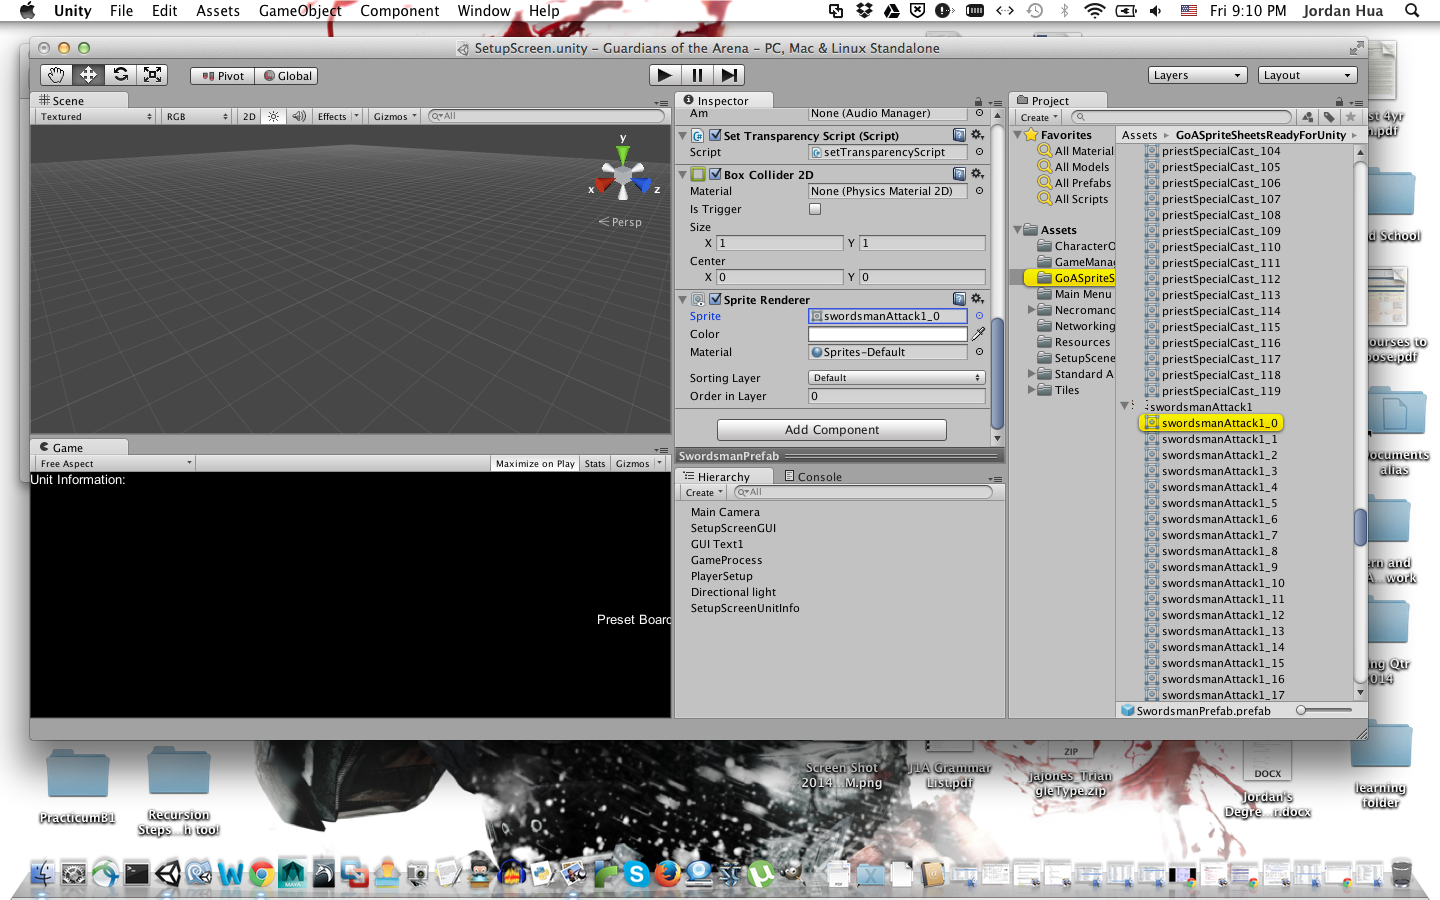 Unity File Edit Assets GameObject Component Window Help
Fri 9:10 PM Jordan Hua
SetupScreen.unity – Guardians of the Arena – PC, Mac & Linux Standalone
Pivot Global
Layers Layout
Scene
Textured RGB 2D Effects Gizmos All
y
x z
Persp
Game
Free Aspect Maximize on Play Stats Gizmos
Unit Information:
Preset Board
Inspector
Am None (Audio Manager)
Set Transparency Script (Script)
Script setTransparencyScript
Box Collider 2D
Material None (Physics Material 2D)
Is Trigger
Size
X 1 Y 1
Center
X 0 Y 0
Sprite Renderer
Sprite swordsmanAttack1_0
Color
Material Sprites-Default
Sorting Layer Default
Order in Layer 0
Add Component
SwordsmanPrefab
Hierarchy Console
Create All
Main Camera
SetupScreenGUI
GUI Text1
GameProcess
PlayerSetup
Directional light
SetupScreenUnitInfo
Project
Create
Favorites
All Material
All Models
All Prefabs
All Scripts
Assets
CharacterO
GameManag
GoASpriteS
Main Menu
Necromanc
Networking
Resources
SetupScene
Standard A
Tiles
Assets GoASpriteSheetsReadyForUnity
priestSpecialCast_104
priestSpecialCast_105
priestSpecialCast_106
priestSpecialCast_107
priestSpecialCast_108
priestSpecialCast_109
priestSpecialCast_110
priestSpecialCast_111
priestSpecialCast_112
priestSpecialCast_113
priestSpecialCast_114
priestSpecialCast_115
priestSpecialCast_116
priestSpecialCast_117
priestSpecialCast_118
priestSpecialCast_119
swordsmanAttack1
swordsmanAttack1_0
swordsmanAttack1_1
swordsmanAttack1_2
swordsmanAttack1_3
swordsmanAttack1_4
swordsmanAttack1_5
swordsmanAttack1_6
swordsmanAttack1_7
swordsmanAttack1_8
swordsmanAttack1_9
swordsmanAttack1_10
swordsmanAttack1_11
swordsmanAttack1_12
swordsmanAttack1_13
swordsmanAttack1_14
swordsmanAttack1_15
swordsmanAttack1_16
swordsmanAttack1_17
SwordsmanPrefab.prefab
st 4yr
n.pdf
d School
ourses to
pose.pdf
Documents
alias
ern and
A...work
ng Qtr
2014
learning
folder
PracticumB1
Recursion
Steps...h too!
Screen Shot
2014...M.png
J1A Grammar
List.pdf
ZIP
jajones_Trian
gleType.zip
DOCX
Jordan's
Degre...r.docx
MAYA